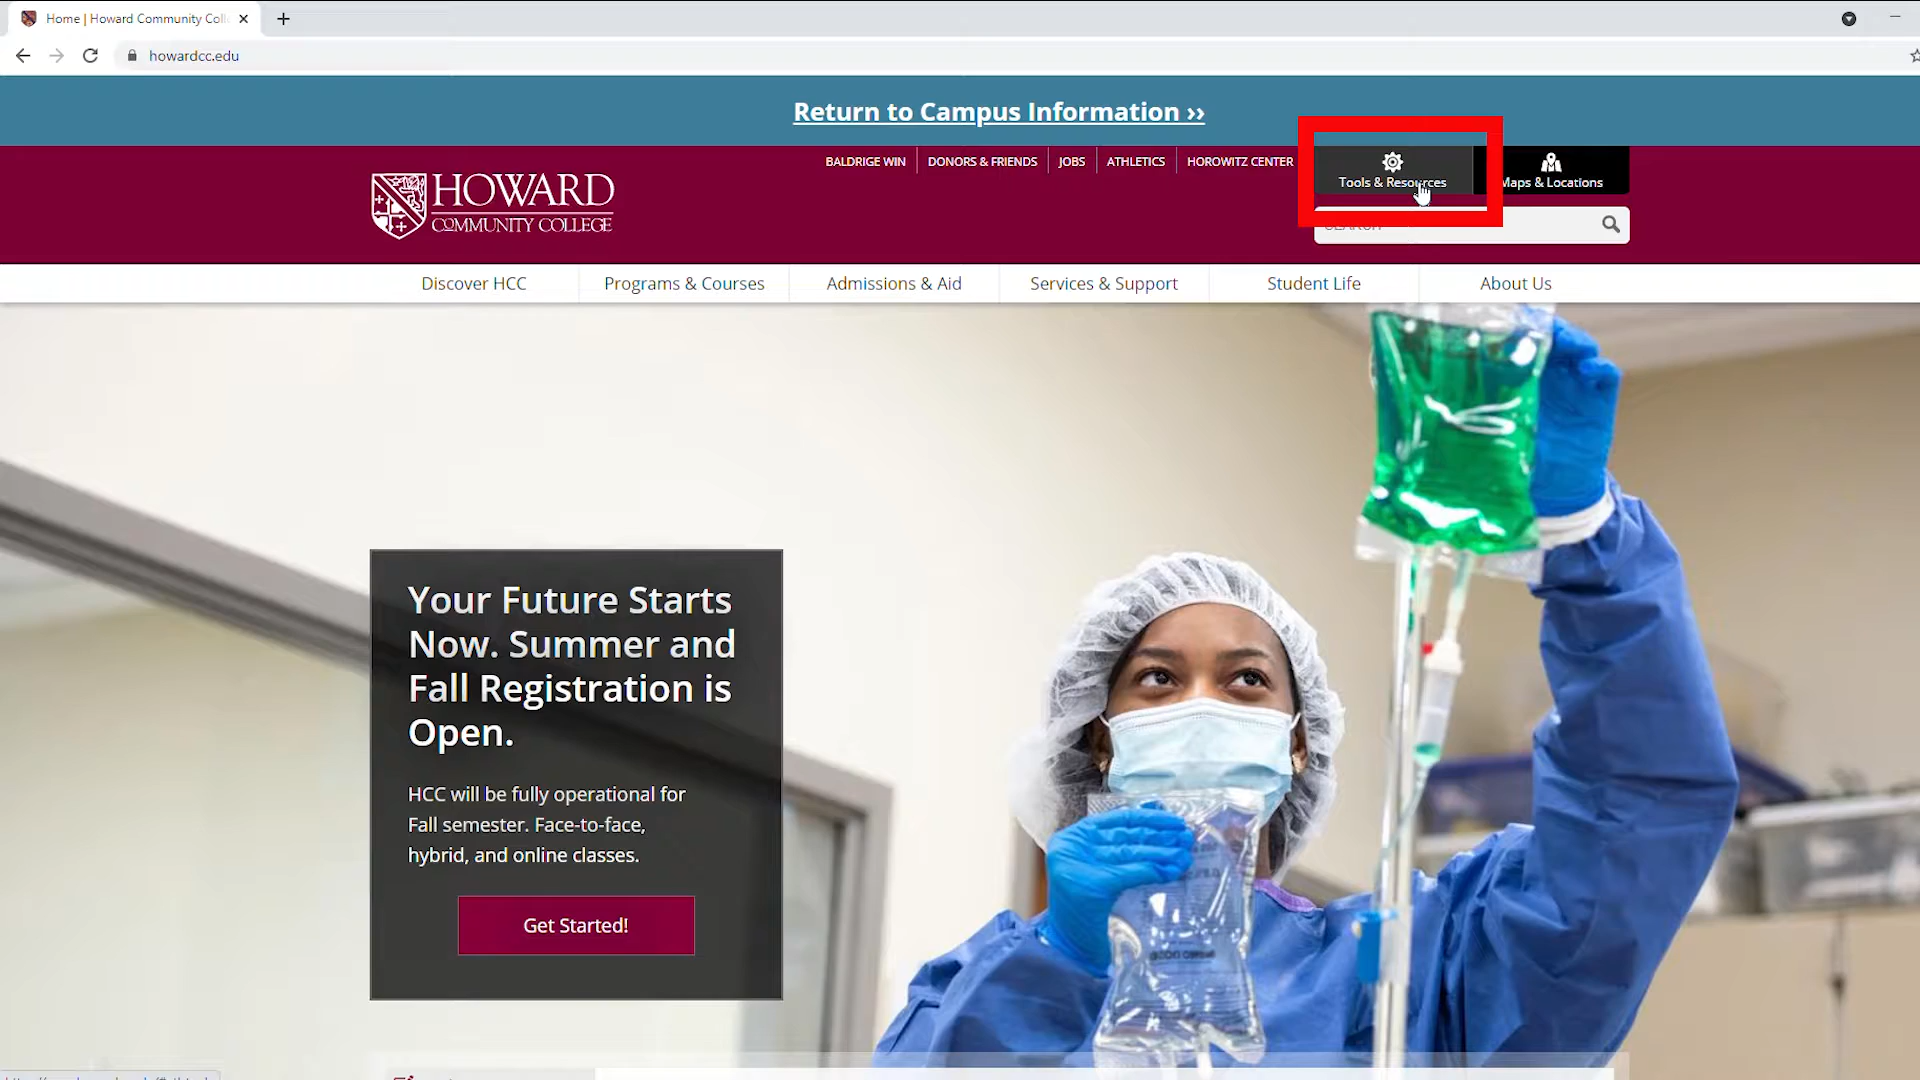 Home | Howard Community Coll
howardcc.edu
Return to Campus Information ››
BALDRIGE WIN
DONORS & FRIENDS
JOBS
ATHLETICS
HOROWITZ CENTER
Tools & Resources
Maps & Locations
HOWARD
COMMUNITY COLLEGE
SEARCH
Discover HCC
Programs & Courses
Admissions & Aid
Services & Support
Student Life
About Us
Your Future Starts
Now. Summer and
Fall Registration is
Open.
HCC will be fully operational for
Fall semester. Face-to-face,
hybrid, and online classes.
Get Started!